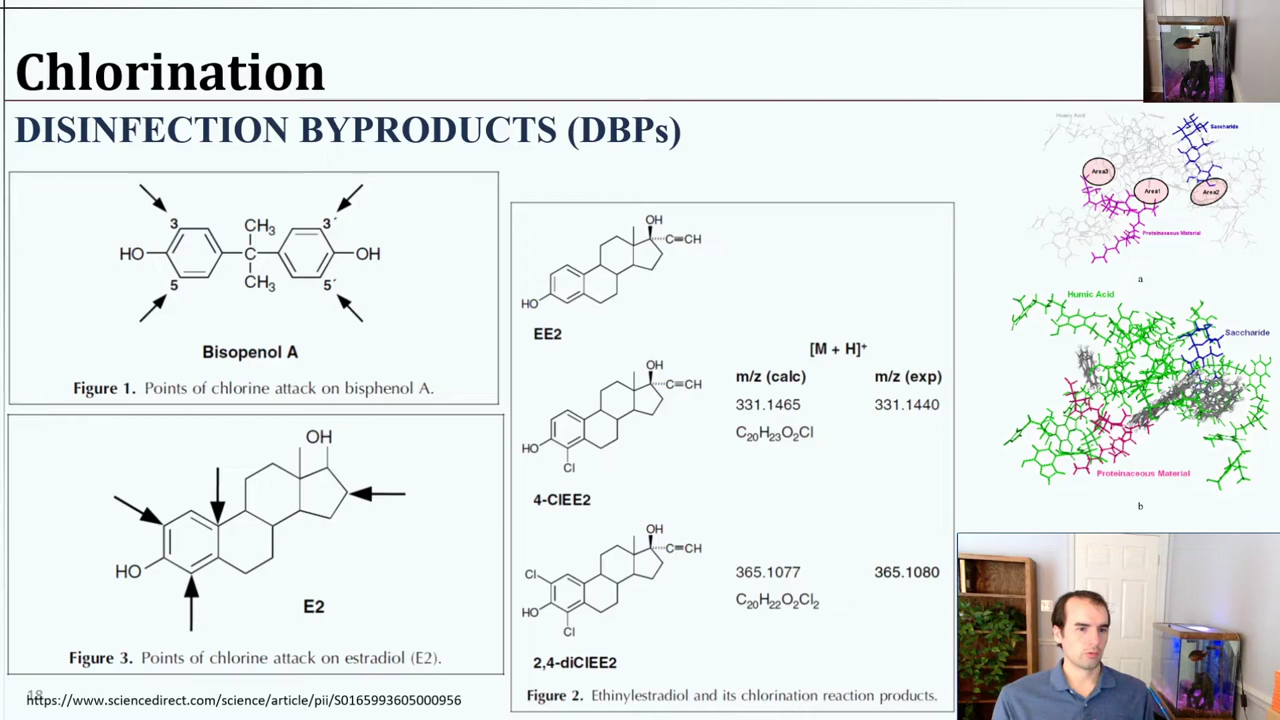 Chlorination
DISINFECTION BYPRODUCTS (DBPs)
3
CH₃
3´
HO
OH
5
CH₃
5´
Bisopenol A
Figure 1. Points of chlorine attack on bisphenol A.
OH
HO
E2
Figure 3. Points of chlorine attack on estradiol (E2).
18
https://www.sciencedirect.com/science/article/pii/S0165993605000956
OH
C≡CH
HO
EE2
[M + H]⁺
m/z (calc) m/z (exp)
OH
C≡CH
331.1465 331.1440
C₂₀H₂₃O₂Cl
HO
Cl
4-ClEE2
OH
C≡CH
Cl
365.1077 365.1080
C₂₀H₂₂O₂Cl₂
HO
Cl
2,4-diClEE2
Figure 2. Ethinylestradiol and its chlorination reaction products.
Humic Acid
Saccharide
Area3
Area1
Area2
Proteinaceous Material
a
Humic Acid
Saccharide
Proteinaceous Material
b